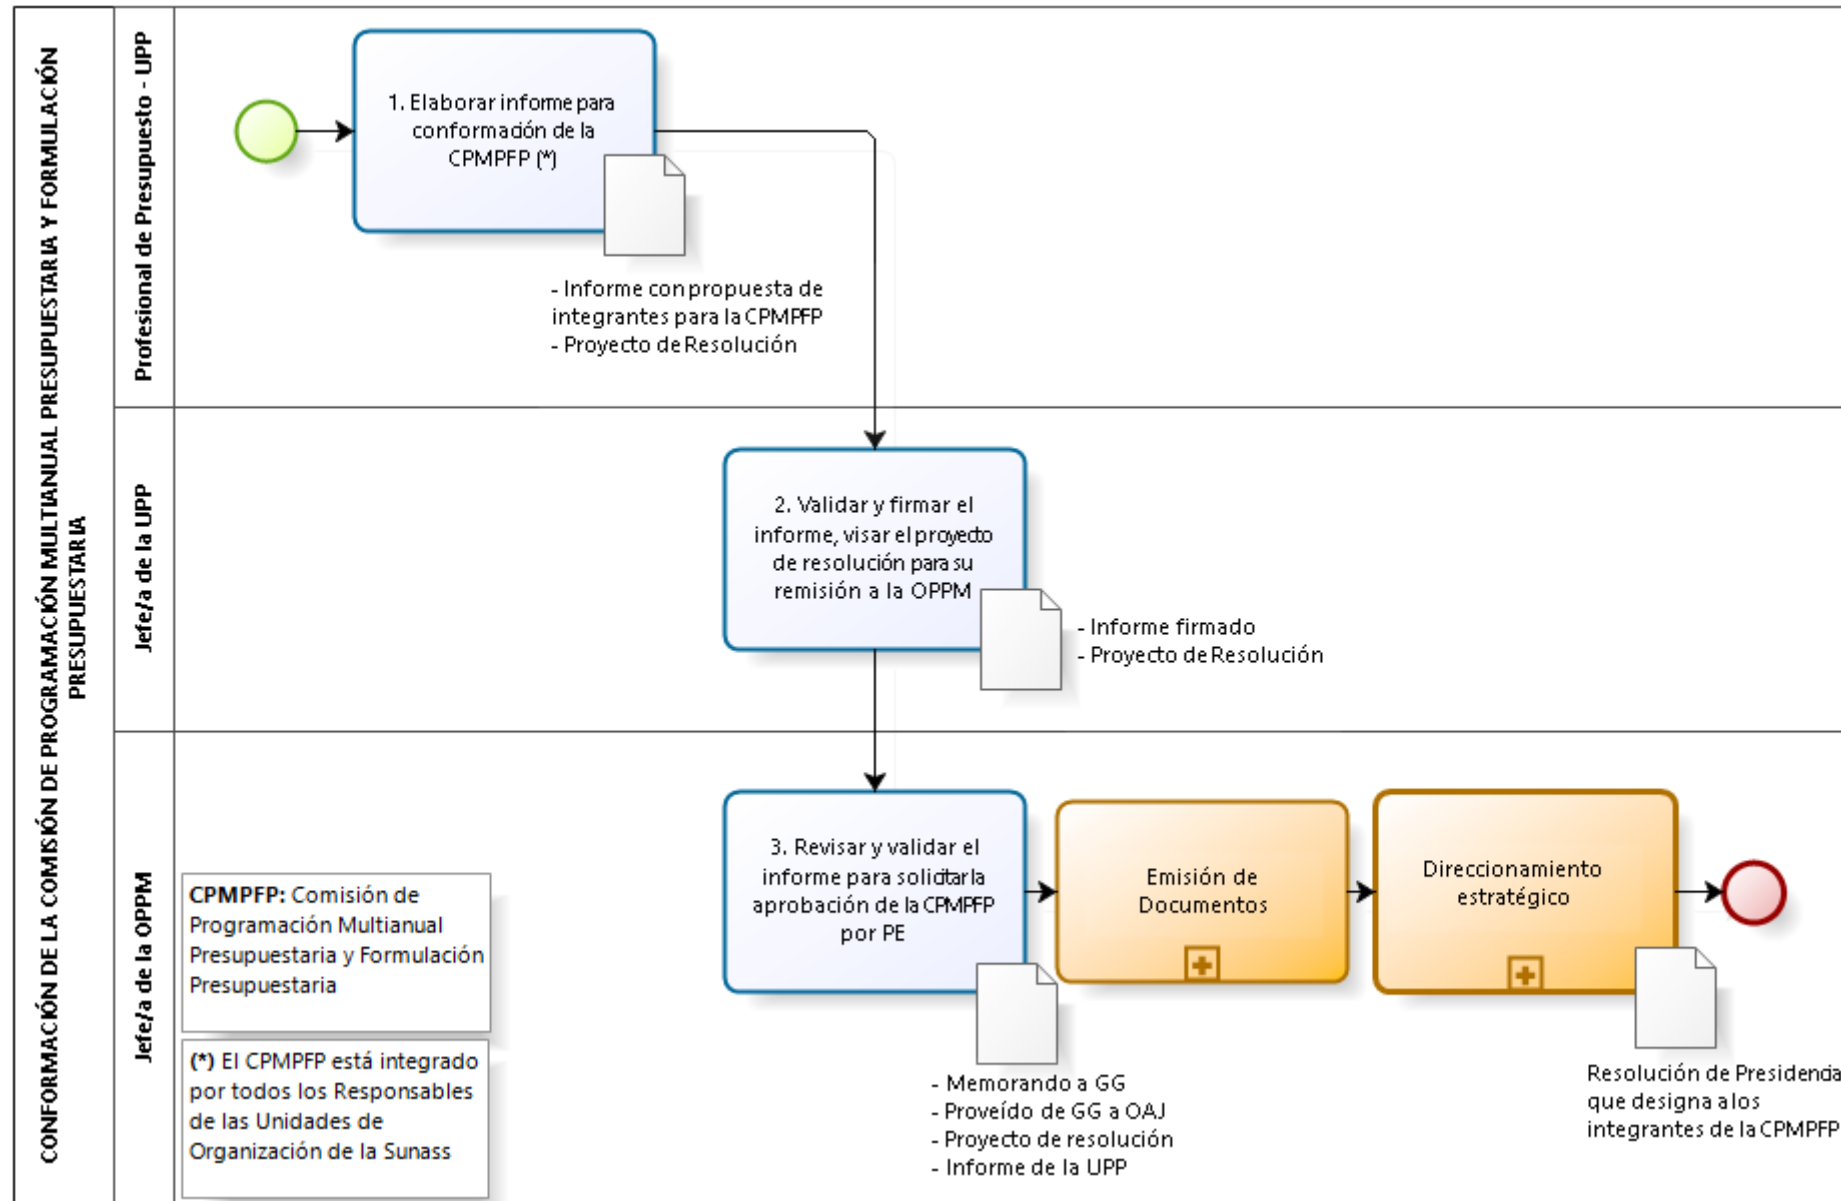 CONFORMACIÓN DE LA COMISIÓN DE PROGRAMACIÓN MULTIANUAL PRESUPUESTARIA Y FORMULACIÓN
PRESUPUESTARIA
Profesional de Presupuesto - UPP
1. Elaborar informe para
conformación de la
CPMPFP (*)
- Informe con propuesta de
integrantes para la CPMPFP
- Proyecto de Resolución
Jefe/a de la UPP
2. Validar y firmar el
informe, visar el proyecto
de resolución para su
remisión a la OPPM
- Informe firmado
- Proyecto de Resolución
Jefe/a de la OPPM
CPMPFP: Comisión de
Programación Multianual
Presupuestaria y Formulación
Presupuestaria
(*) El CPMPFP está integrado
por todos los Responsables
de las Unidades de
Organización de la Sunass
3. Revisar y validar el
informe para solicitar la
aprobación de la CPMPFP
por PE
- Memorando a GG
- Proveído de GG a OAJ
- Proyecto de resolución
- Informe de la UPP
Emisión de
Documentos
Direccionamiento
estratégico
Resolución de Presidencia
que designa a los
integrantes de la CPMPFP